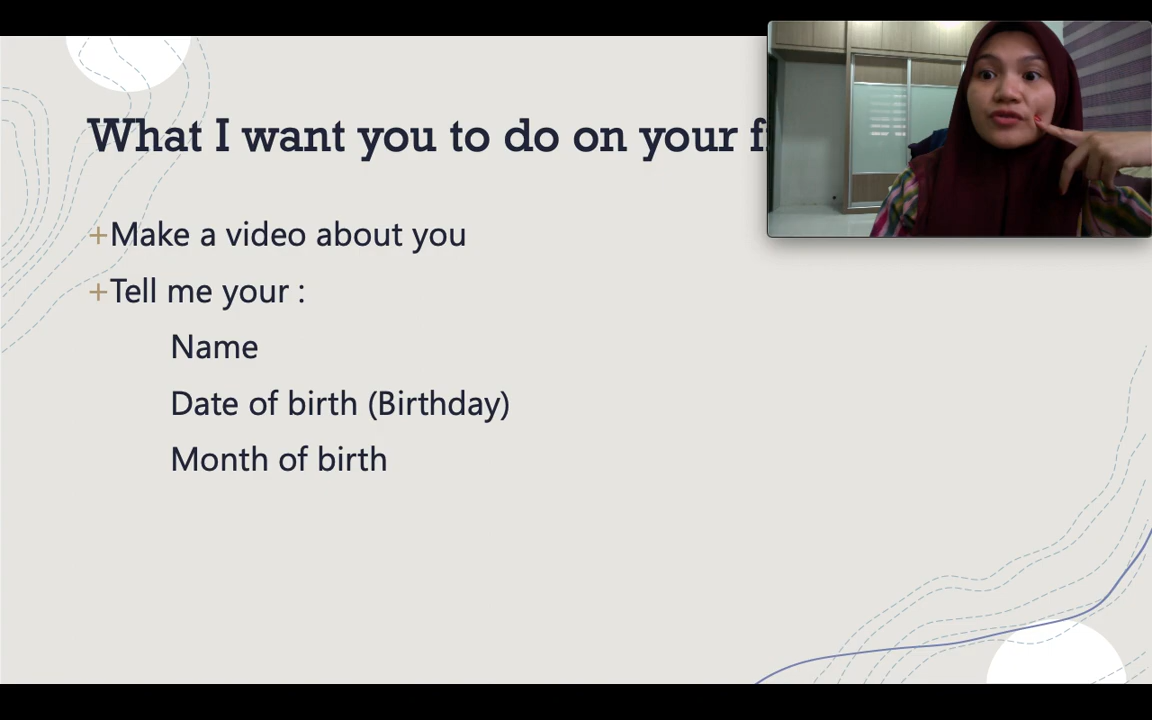 What I want you to do on your
+Make a video about you
+Tell me your :
Name
Date of birth (Birthday)
Month of birth